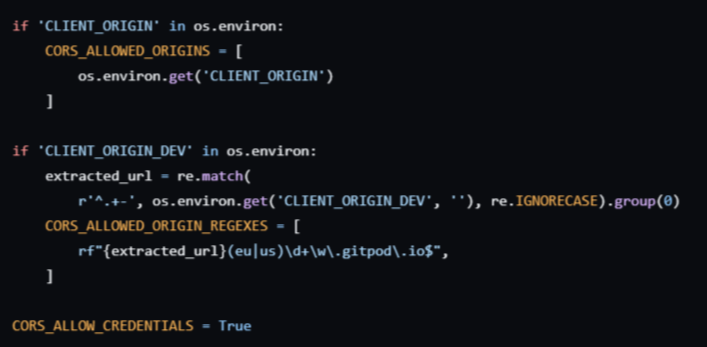 if 'CLIENT_ORIGIN' in os.environ:
    CORS_ALLOWED_ORIGINS = [
        os.environ.get('CLIENT_ORIGIN')
    ]

if 'CLIENT_ORIGIN_DEV' in os.environ:
    extracted_url = re.match(
        r'^.+-', os.environ.get('CLIENT_ORIGIN_DEV', ''), re.IGNORECASE).group(0)
    CORS_ALLOWED_ORIGIN_REGEXES = [
        rf"{extracted_url}(eu|us)\d+\w\.gitpod\.io$",
    ]

CORS_ALLOW_CREDENTIALS = True